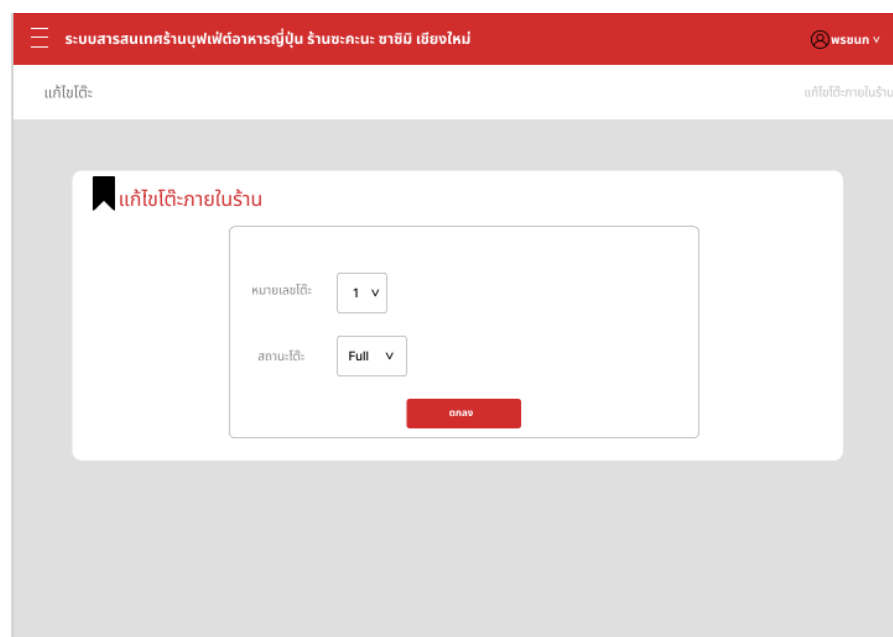 ระบบสารสนเทศร้านบุฟเฟ่ต์อาหารญี่ปุ่น ร้านซะคะนะ ซาชิมิ เชียงใหม่
พรชนก
แก้ไขโต๊ะ
แก้ไขโต๊ะภายในร้าน
แก้ไขโต๊ะภายในร้าน
หมายเลขโต๊ะ
1
สถานะโต๊ะ
Full
ตกลง